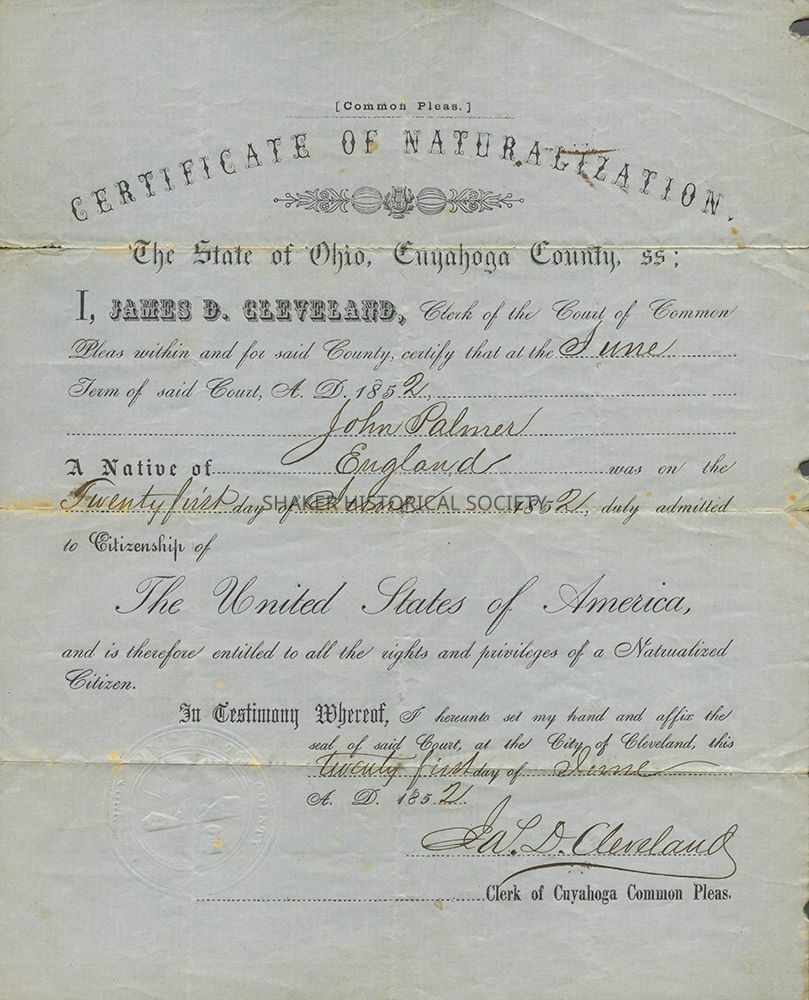 [Common Pleas.]
CERTIFICATE OF NATURALIZATION.
The State of Ohio, Cuyahoga County, ss;
I, JAMES D. CLEVELAND, Clerk of the Court of Common
Pleas within and for said County, certify that at the June
Term of said Court, A. D. 1852,
John Palmer
A Native of England was on the
Twenty first day of June 1852, duly admitted
SHAKER HISTORICAL SOCIETY
to Citizenship of
The United States of America,
and is therefore entitled to all the rights and privileges of a Natrualized
Citizen.
In Testimony Whereof, I hereunto set my hand and affix the
seal of said Court, at the City of Cleveland, this
twenty first day of June
A. D. 1852.
Jas. D. Cleveland
Clerk of Cuyahoga Common Pleas.